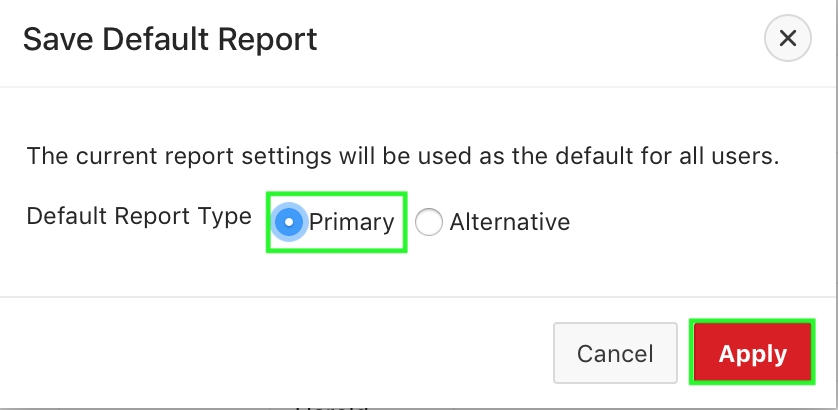 Save Default Report
The current report settings will be used as the default for all users.
Default Report Type Primary Alternative
Cancel Apply